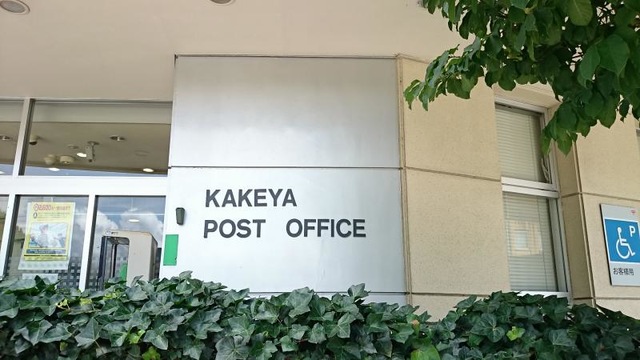 KAKEYA
POST OFFICE
P
お客様用